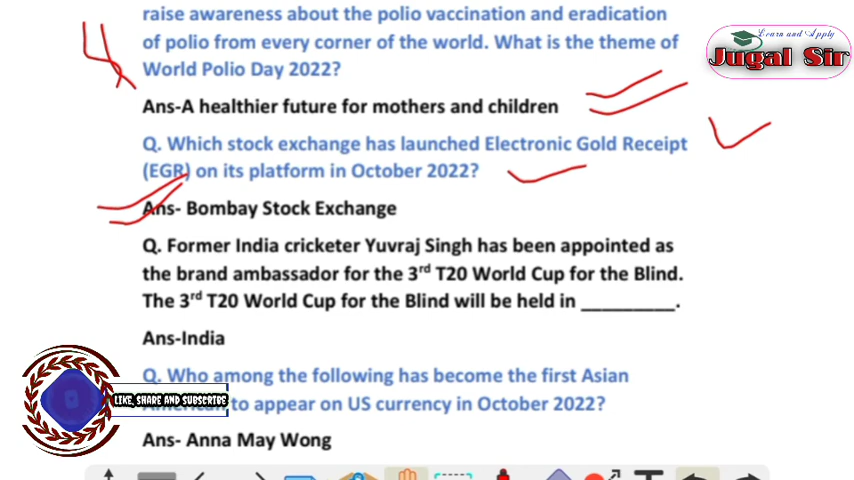 raise awareness about the polio vaccination and eradication
of polio from every corner of the world. What is the theme of
World Polio Day 2022?
Learn and Apply
Jugal Sir
Ans-A healthier future for mothers and children
Q. Which stock exchange has launched Electronic Gold Receipt
(EGR) on its platform in October 2022?
Ans- Bombay Stock Exchange
Q. Former India cricketer Yuvraj Singh has been appointed as
the brand ambassador for the 3rd T20 World Cup for the Blind.
The 3rd T20 World Cup for the Blind will be held in _________.
Ans-India
Q. Who among the following has become the first Asian
LIKE, SHARE AND SUBSCRIBE
American to appear on US currency in October 2022?
Ans- Anna May Wong